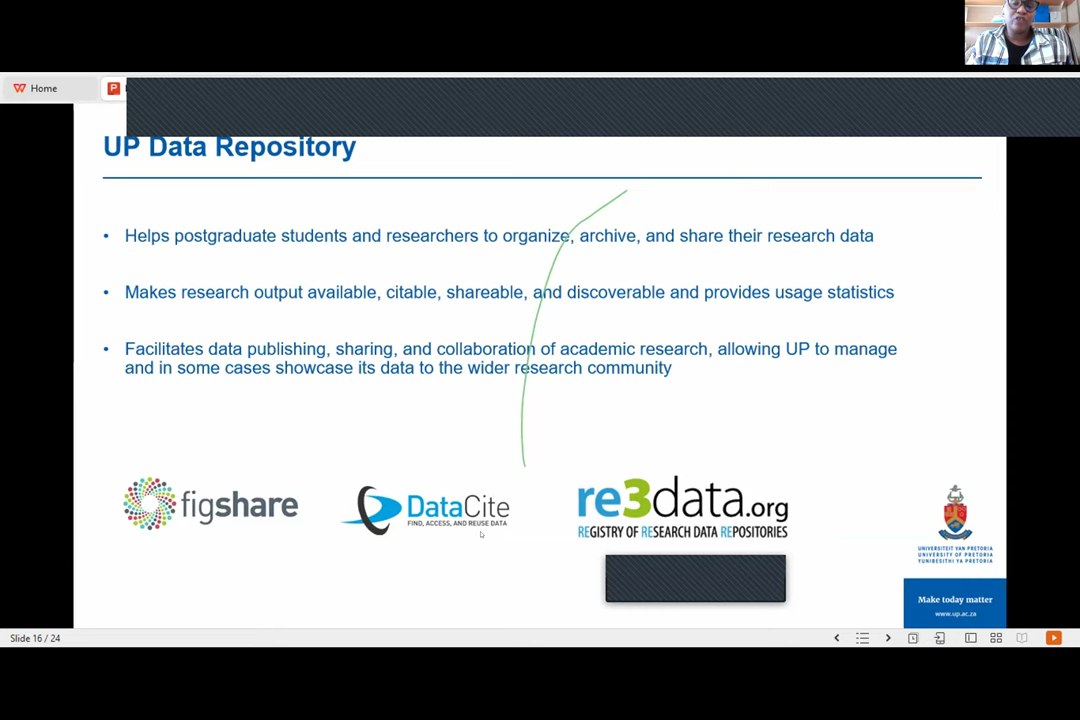 Home
UP Data Repository
• Helps postgraduate students and researchers to organize, archive, and share their research data
• Makes research output available, citable, shareable, and discoverable and provides usage statistics
• Facilitates data publishing, sharing, and collaboration of academic research, allowing UP to manage
and in some cases showcase its data to the wider research community
figshare
DataCite
FIND, ACCESS, AND REUSE DATA
re3data.org
REGISTRY OF RESEARCH DATA REPOSITORIES
UNIVERSITEIT VAN PRETORIA
UNIVERSITY OF PRETORIA
YUNIBESITHI YA PRETORIA
Make today matter
www.up.ac.za
Slide 16 / 24